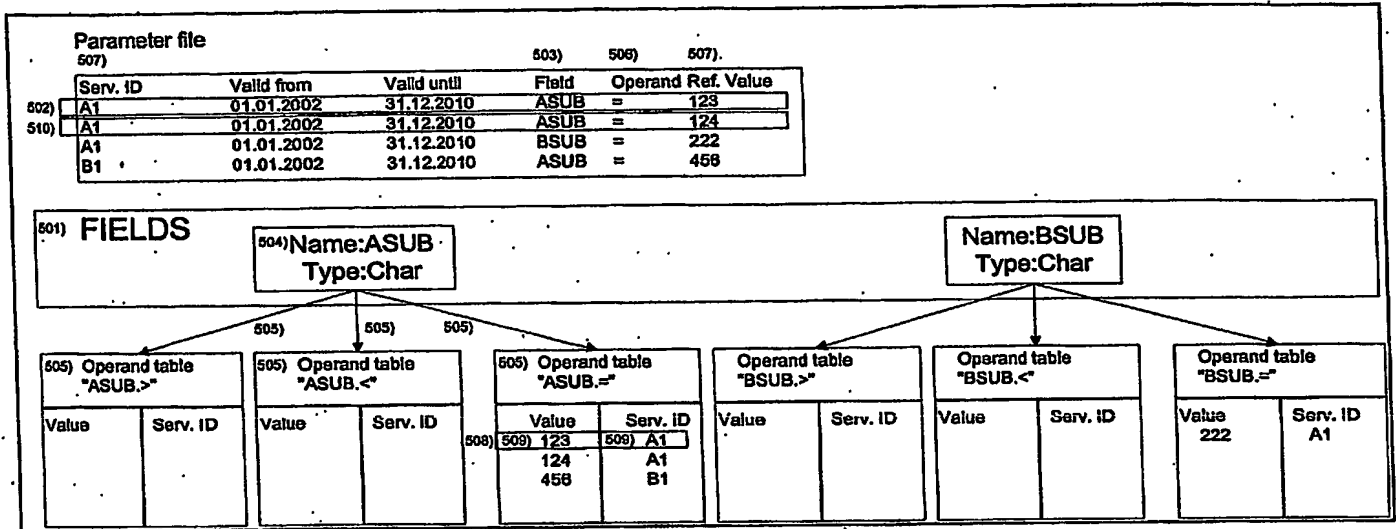 Parameter file
507) 503) 506) 507).
Serv. ID Valid from Valid until Field Operand Ref. Value
502) A1 01.01.2002 31.12.2010 ASUB = 123
510) A1 01.01.2002 31.12.2010 ASUB = 124
A1 01.01.2002 31.12.2010 BSUB = 222
B1 01.01.2002 31.12.2010 ASUB = 456
501) FIELDS
504) Name:ASUB
Type:Char
Name:BSUB
Type:Char
505) 505) 505)
505) Operand table
"ASUB.>"
Value Serv. ID
505) Operand table
"ASUB.<"
Value Serv. ID
505) Operand table
"ASUB.="
Value Serv. ID
508) 509) 123 509) A1
124 A1
456 B1
Operand table
"BSUB.>"
Value Serv. ID
Operand table
"BSUB.<"
Value Serv. ID
Operand table
"BSUB.="
Value Serv. ID
222 A1